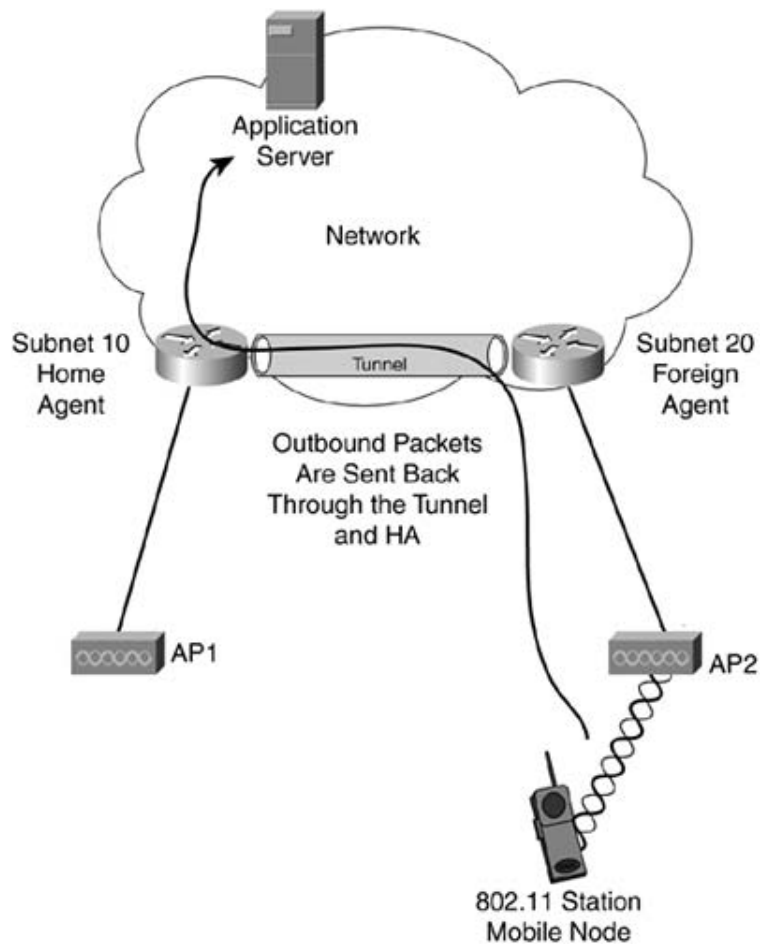 Application
Server
Network
Subnet 10
Home
Agent
Tunnel
Subnet 20
Foreign
Agent
Outbound Packets
Are Sent Back
Through the Tunnel
and HA
AP1
AP2
802.11 Station
Mobile Node